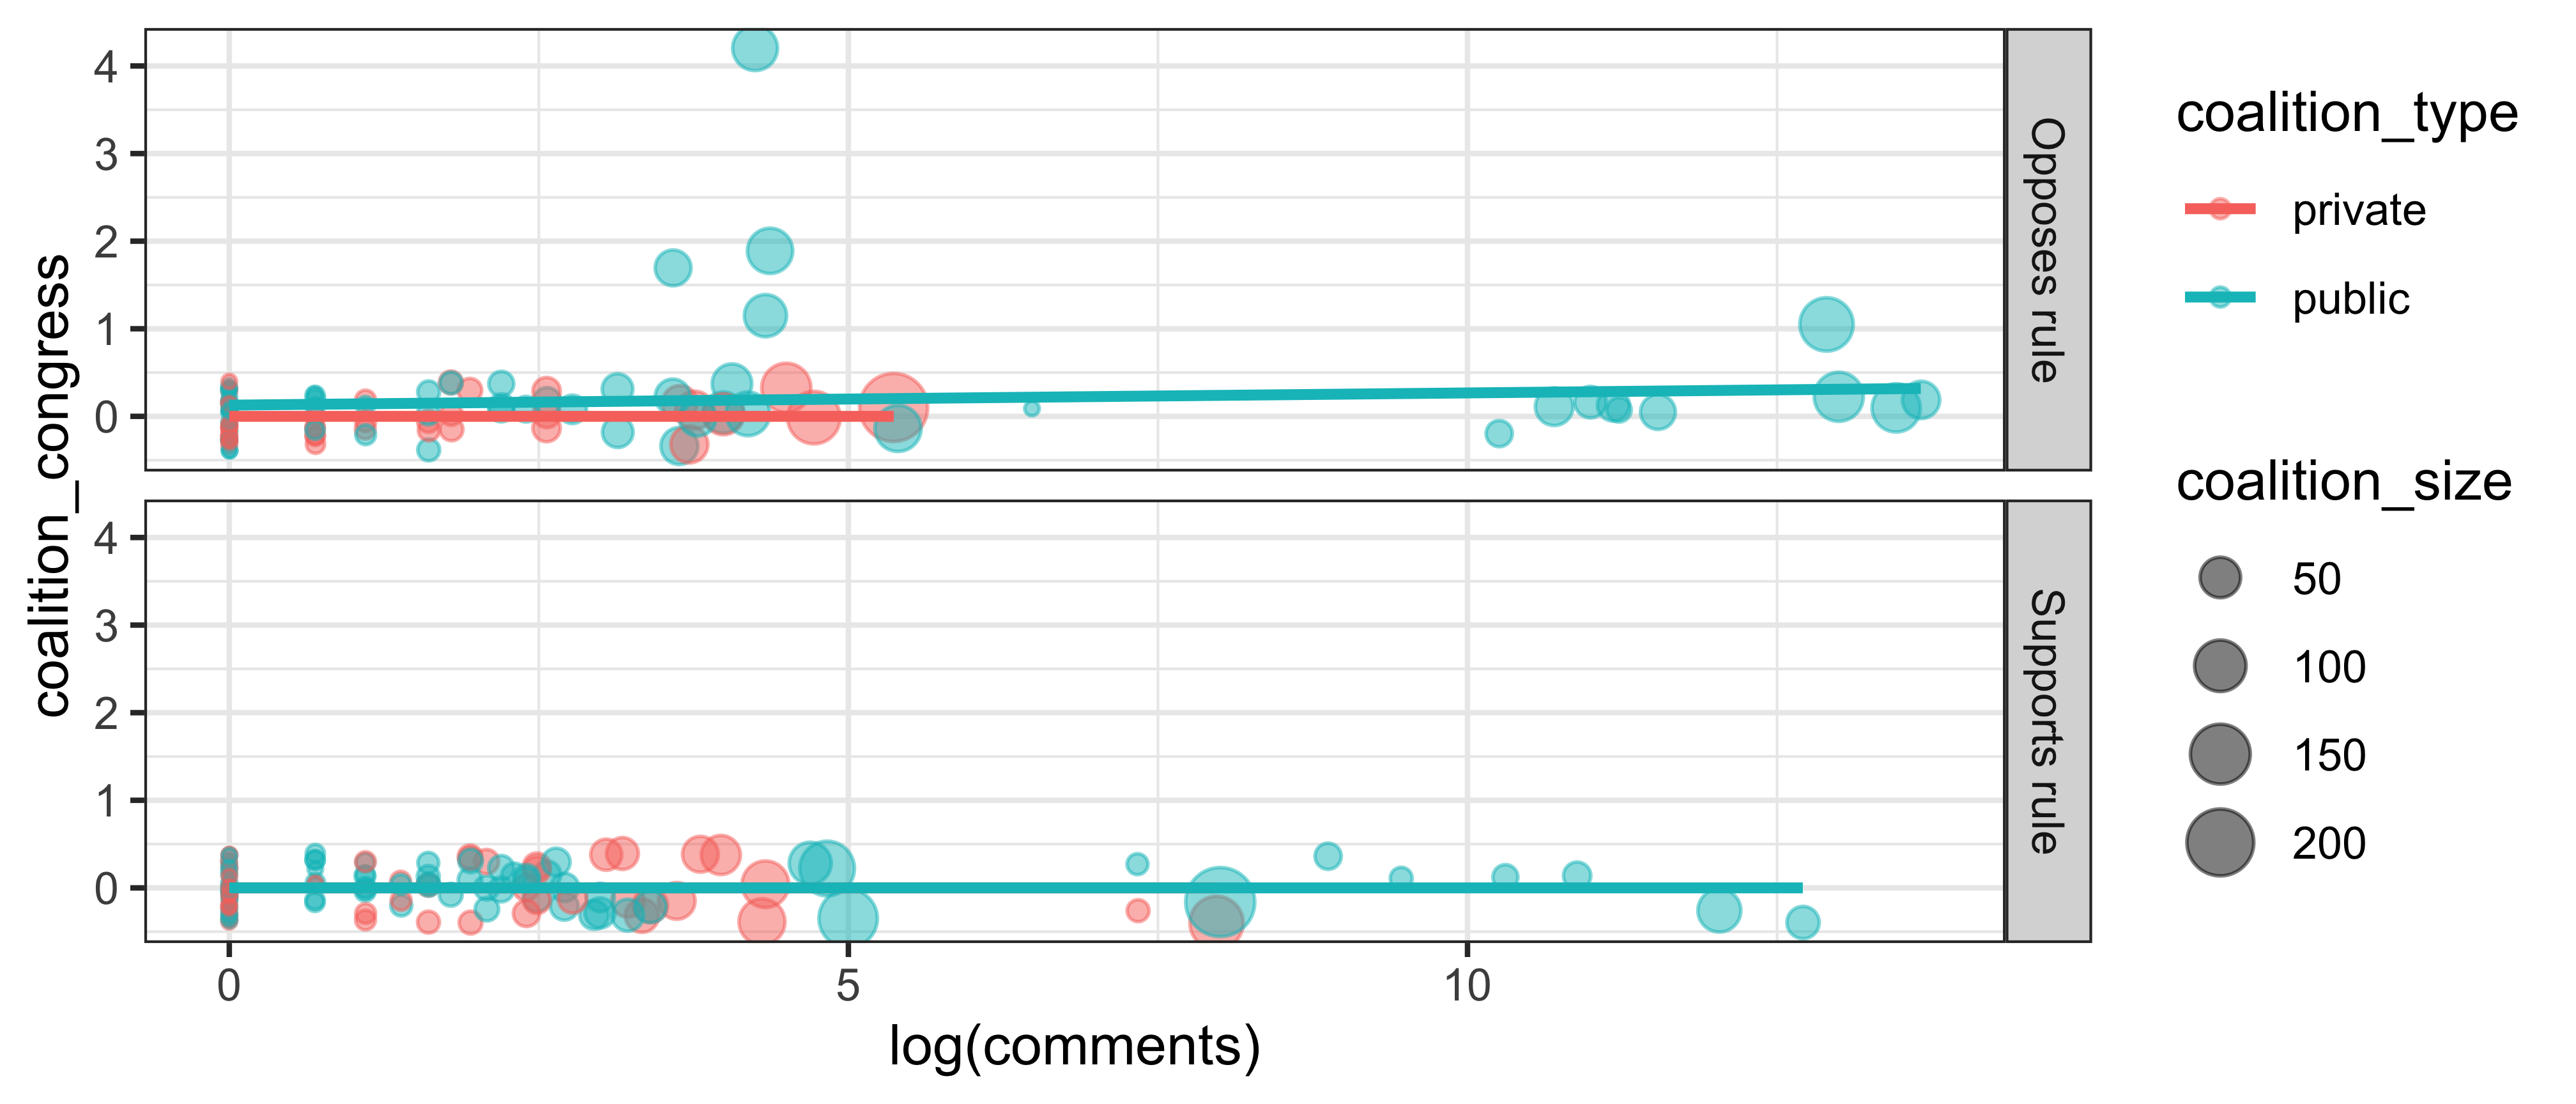 coalition_congress
4
3
2
1
0
Opposes rule
4
3
2
1
0
Supports rule
0
5
10
log(comments)
coalition_type
private
public
coalition_size
50
100
150
200